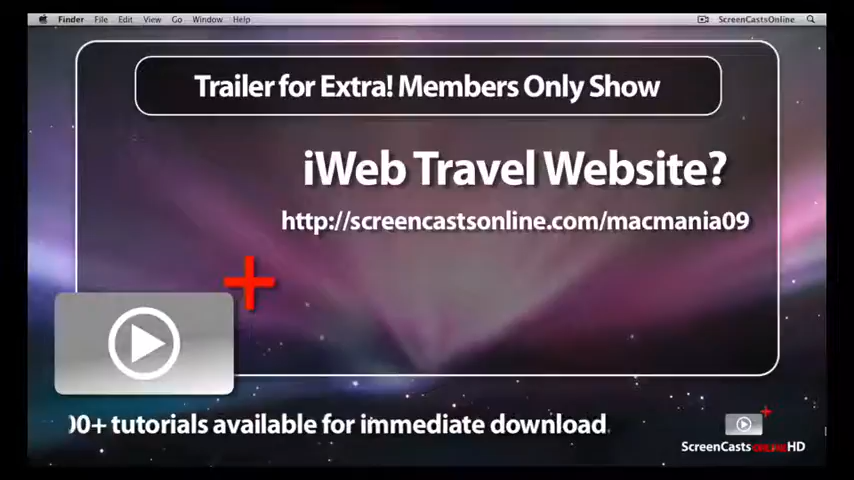 Finder File Edit View Go Window Help ScreenCastsOnline
Trailer for Extra! Members Only Show
iWeb Travel Website?
http://screencastsonline.com/macmania09
00+ tutorials available for immediate download
ScreenCastsONLINEHD